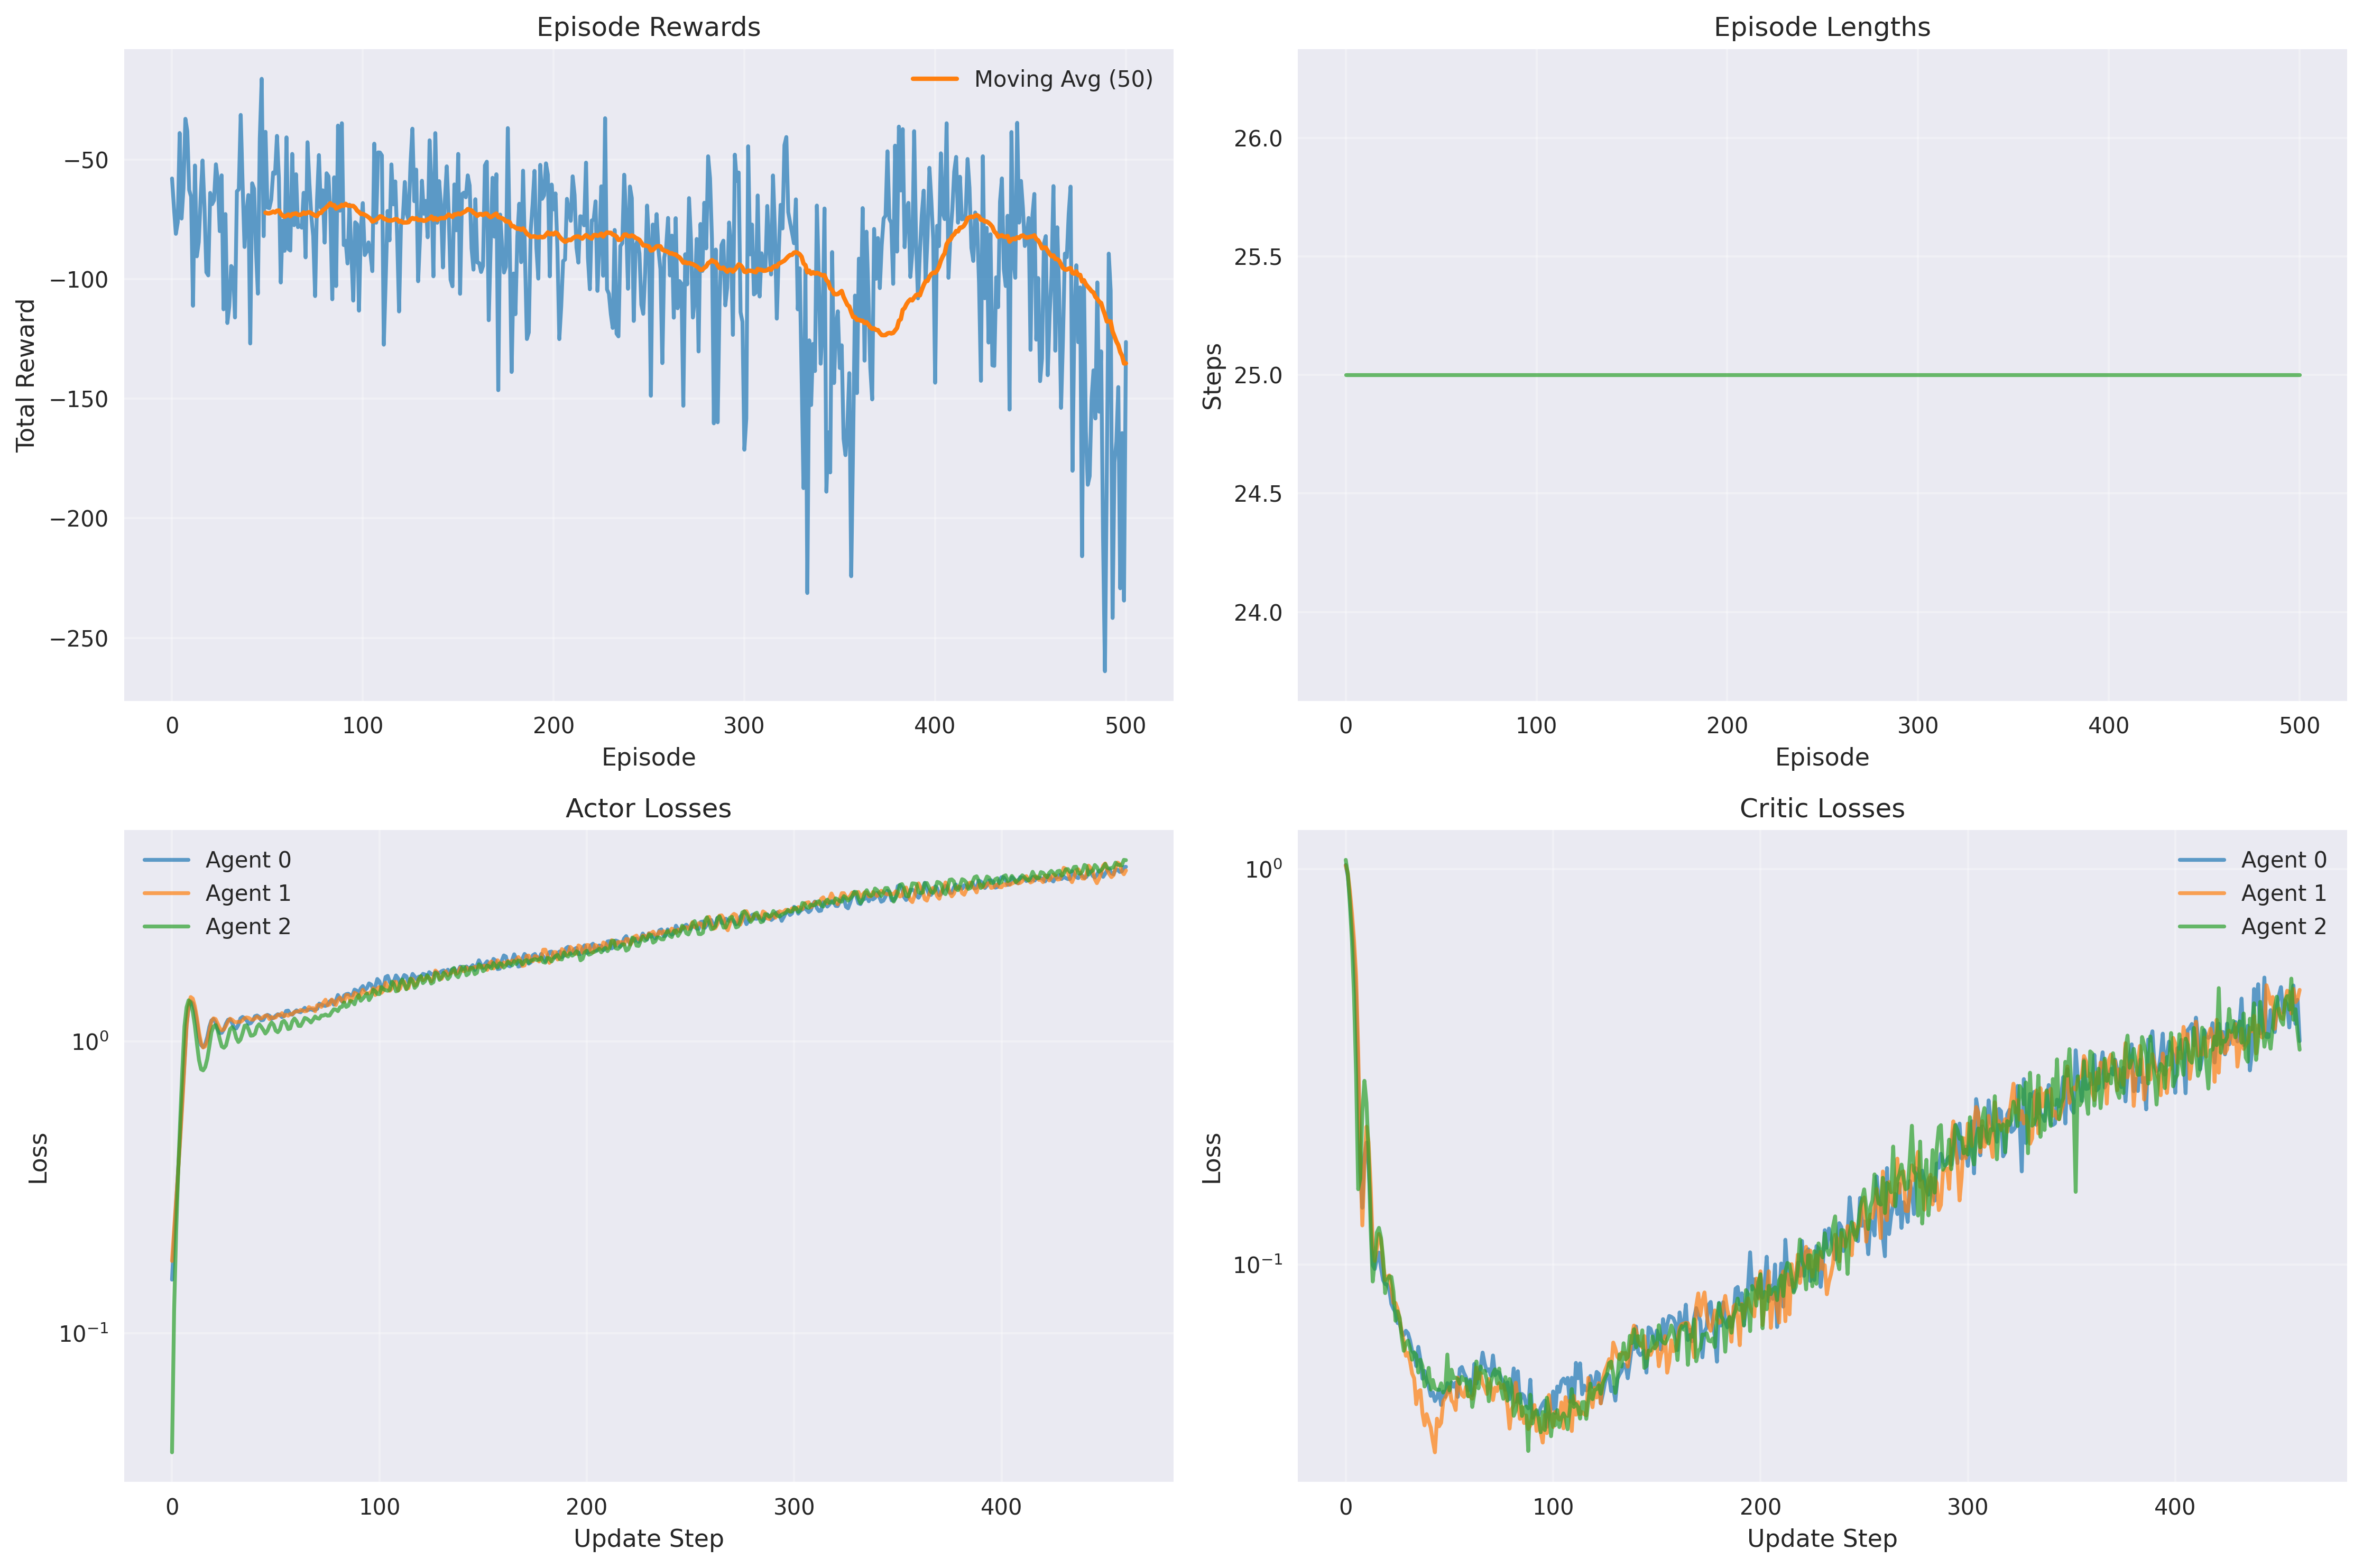 Episode Rewards
Moving Avg (50)
−50
−100
−150
−200
−250
Total Reward
0 100 200 300 400 500
Episode
Episode Lengths
26.0
25.5
25.0
24.5
24.0
Steps
0 100 200 300 400 500
Episode
Actor Losses
Agent 0
Agent 1
Agent 2
10⁰
10⁻¹
Loss
0 100 200 300 400
Update Step
Critic Losses
Agent 0
Agent 1
Agent 2
10⁰
10⁻¹
Loss
0 100 200 300 400
Update Step